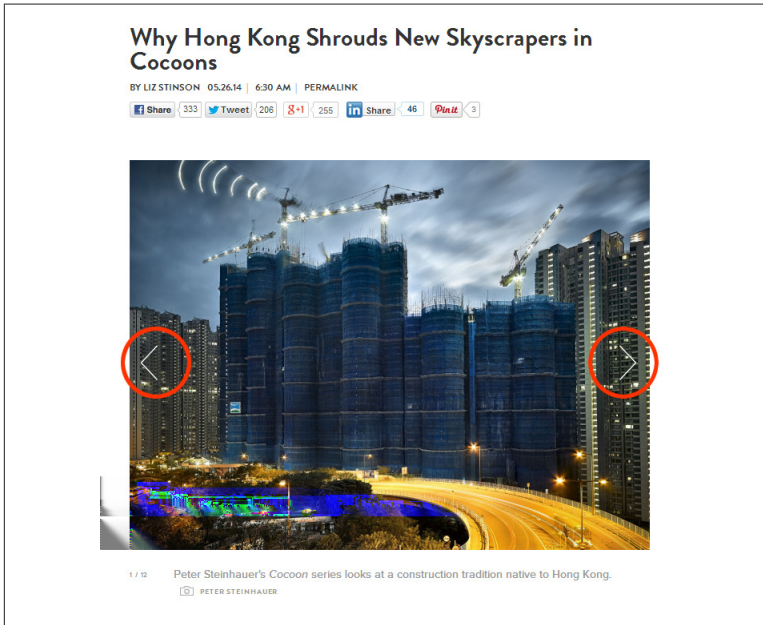 Why Hong Kong Shrouds New Skyscrapers in
Cocoons
BY LIZ STINSON 05.26.14 | 6:30 AM | PERMALINK
Share 333 Tweet 206 g+1 255 in Share 46 Pin it 3
1 / 12 Peter Steinhauer's Cocoon series looks at a construction tradition native to Hong Kong.
PETER STEINHAUER